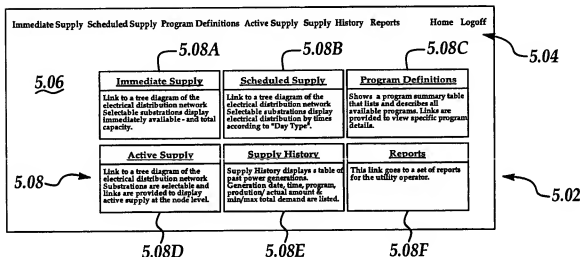 Immediate Supply Scheduled Supply Program Definitions Active Supply Supply History Reports Home Logoff
5.08A 5.08B 5.08C 5.04
5.06
Immediate Supply
Link to a tree diagram of the
electrical distribution network
Selectable substrations display
immediately available - and total
capacity.
Scheduled Supply
Link to a tree diagram of the
electrical distribution network
Selectable substrations display
electrical distribution by times
according to "Day Type".
Program Definitions
Shows a program summary table
that lists and describes all
available programs. Links are
provided to view specific program
details.
5.08
Active Supply
Link to a tree diagram of the
electrical distribution network
Substrations are selectable and
links are provided to display
active supply at the node level.
Supply History
Supply History displays a table of
past power generations.
Generation date, time, program,
prodution/ actual amount &
min/max total demand are listed.
Reports
This link goes to a set of reports
for the utility operator.
5.02
5.08D 5.08E 5.08F